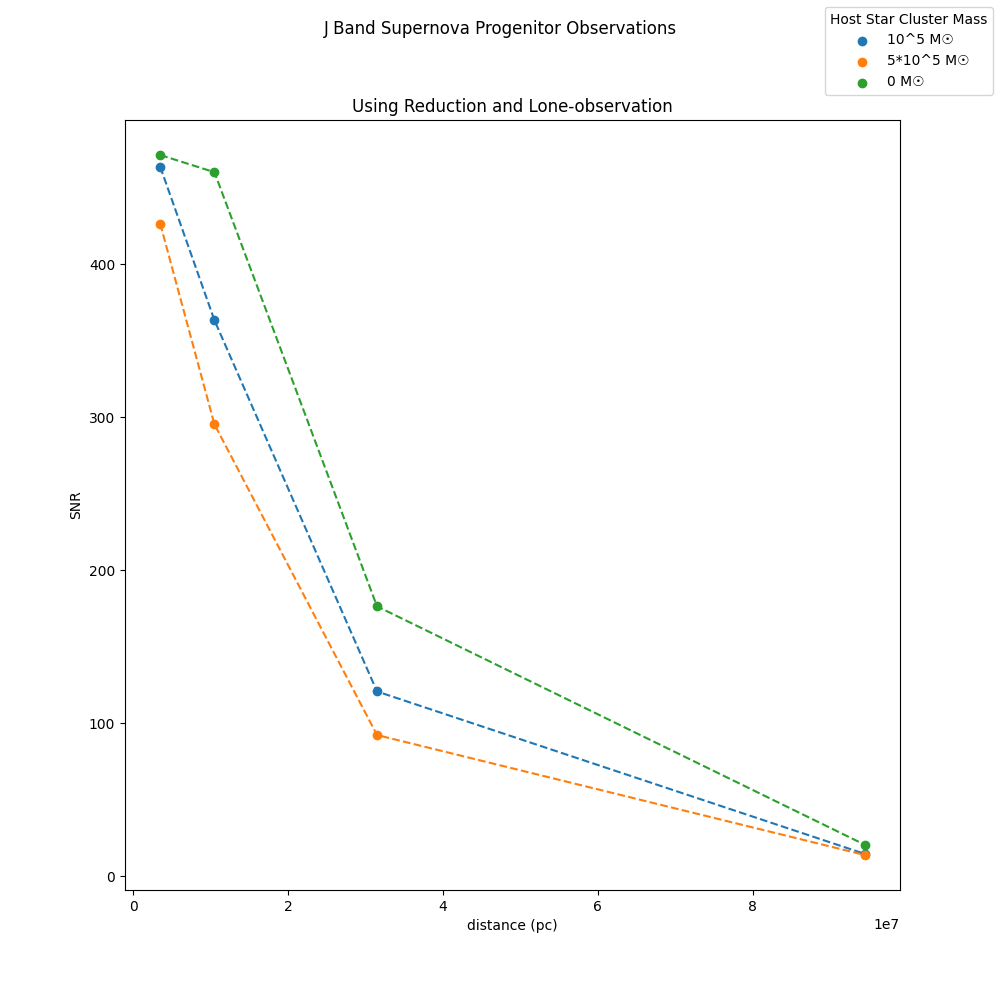 J Band Supernova Progenitor Observations
Host Star Cluster Mass
10^5 M☉
5*10^5 M☉
0 M☉
Using Reduction and Lone-observation
SNR
400
300
200
100
0
0 2 4 6 8
1e7
distance (pc)